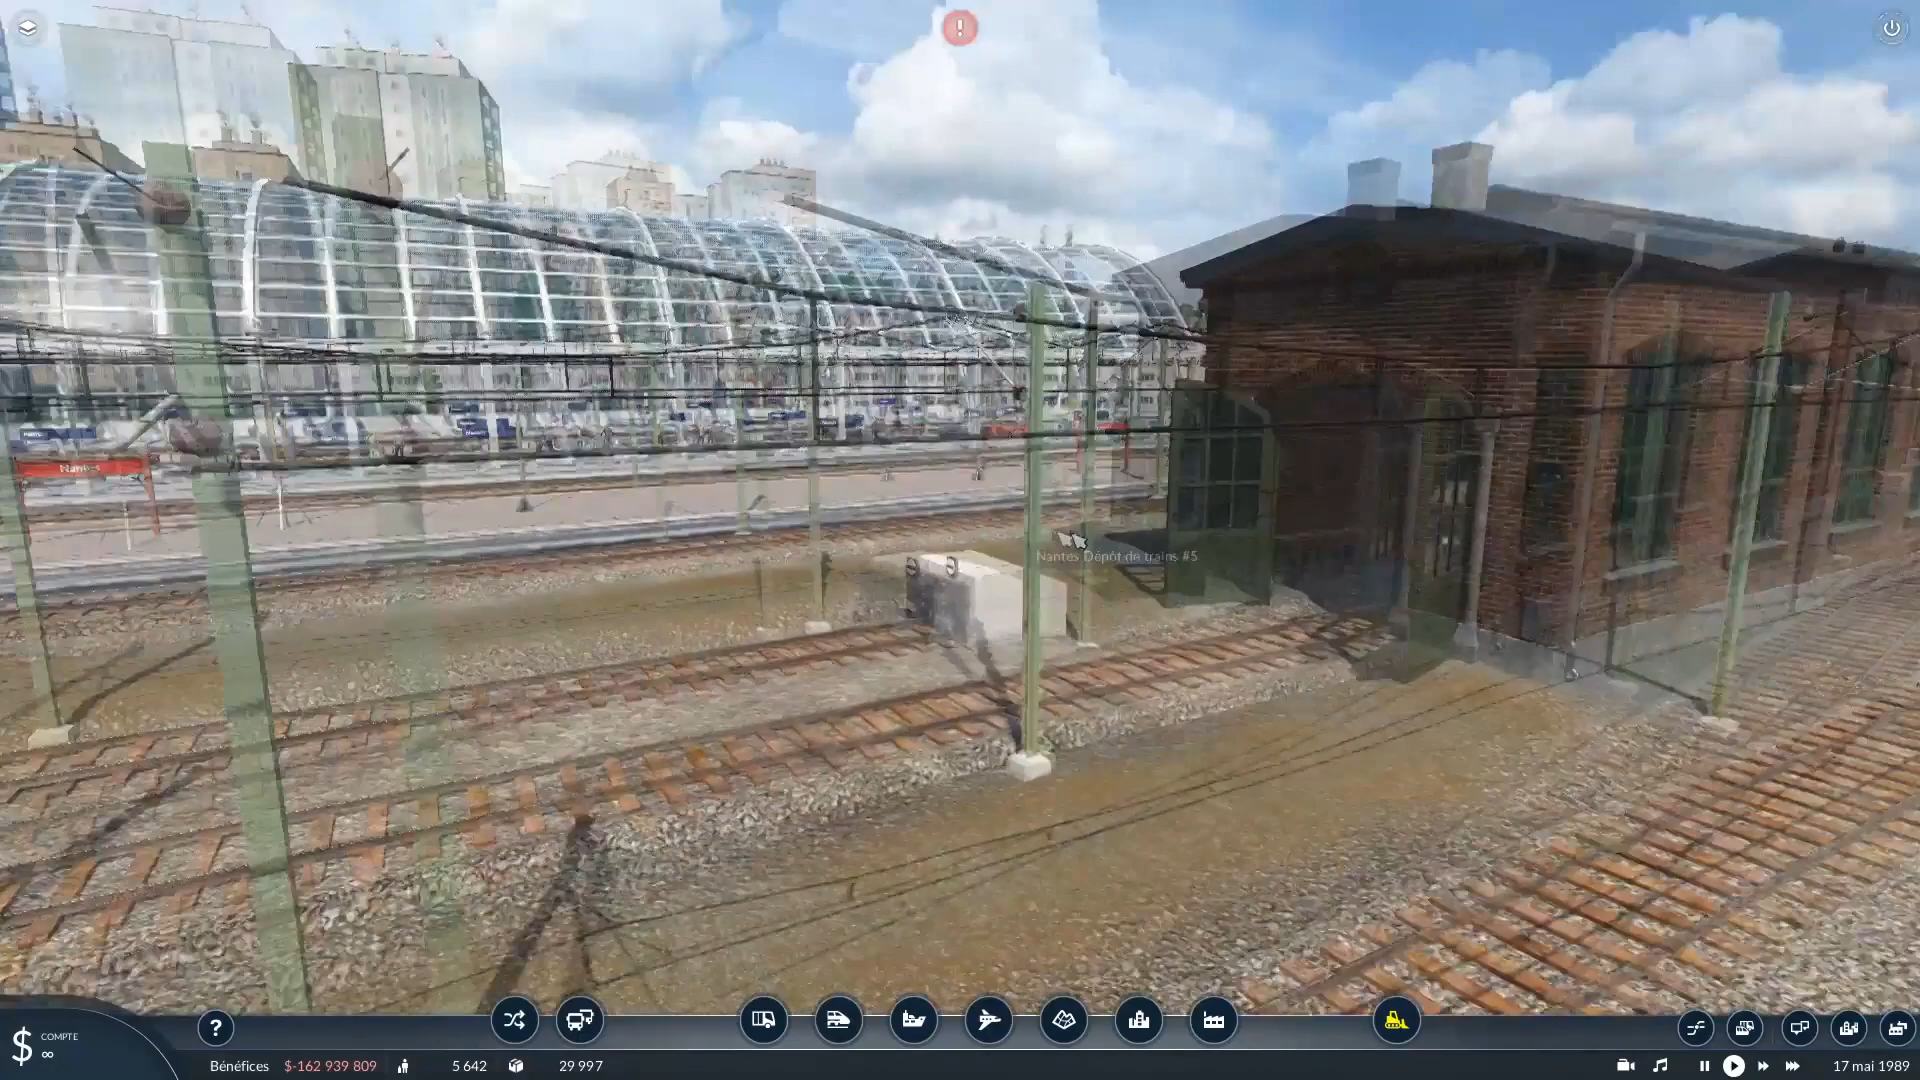 Nantes
Nantes Dépôt de trains #5
$ COMPTE
∞
?
Bénéfices $-162 939 809 5 642 29 997
17 mai 1989